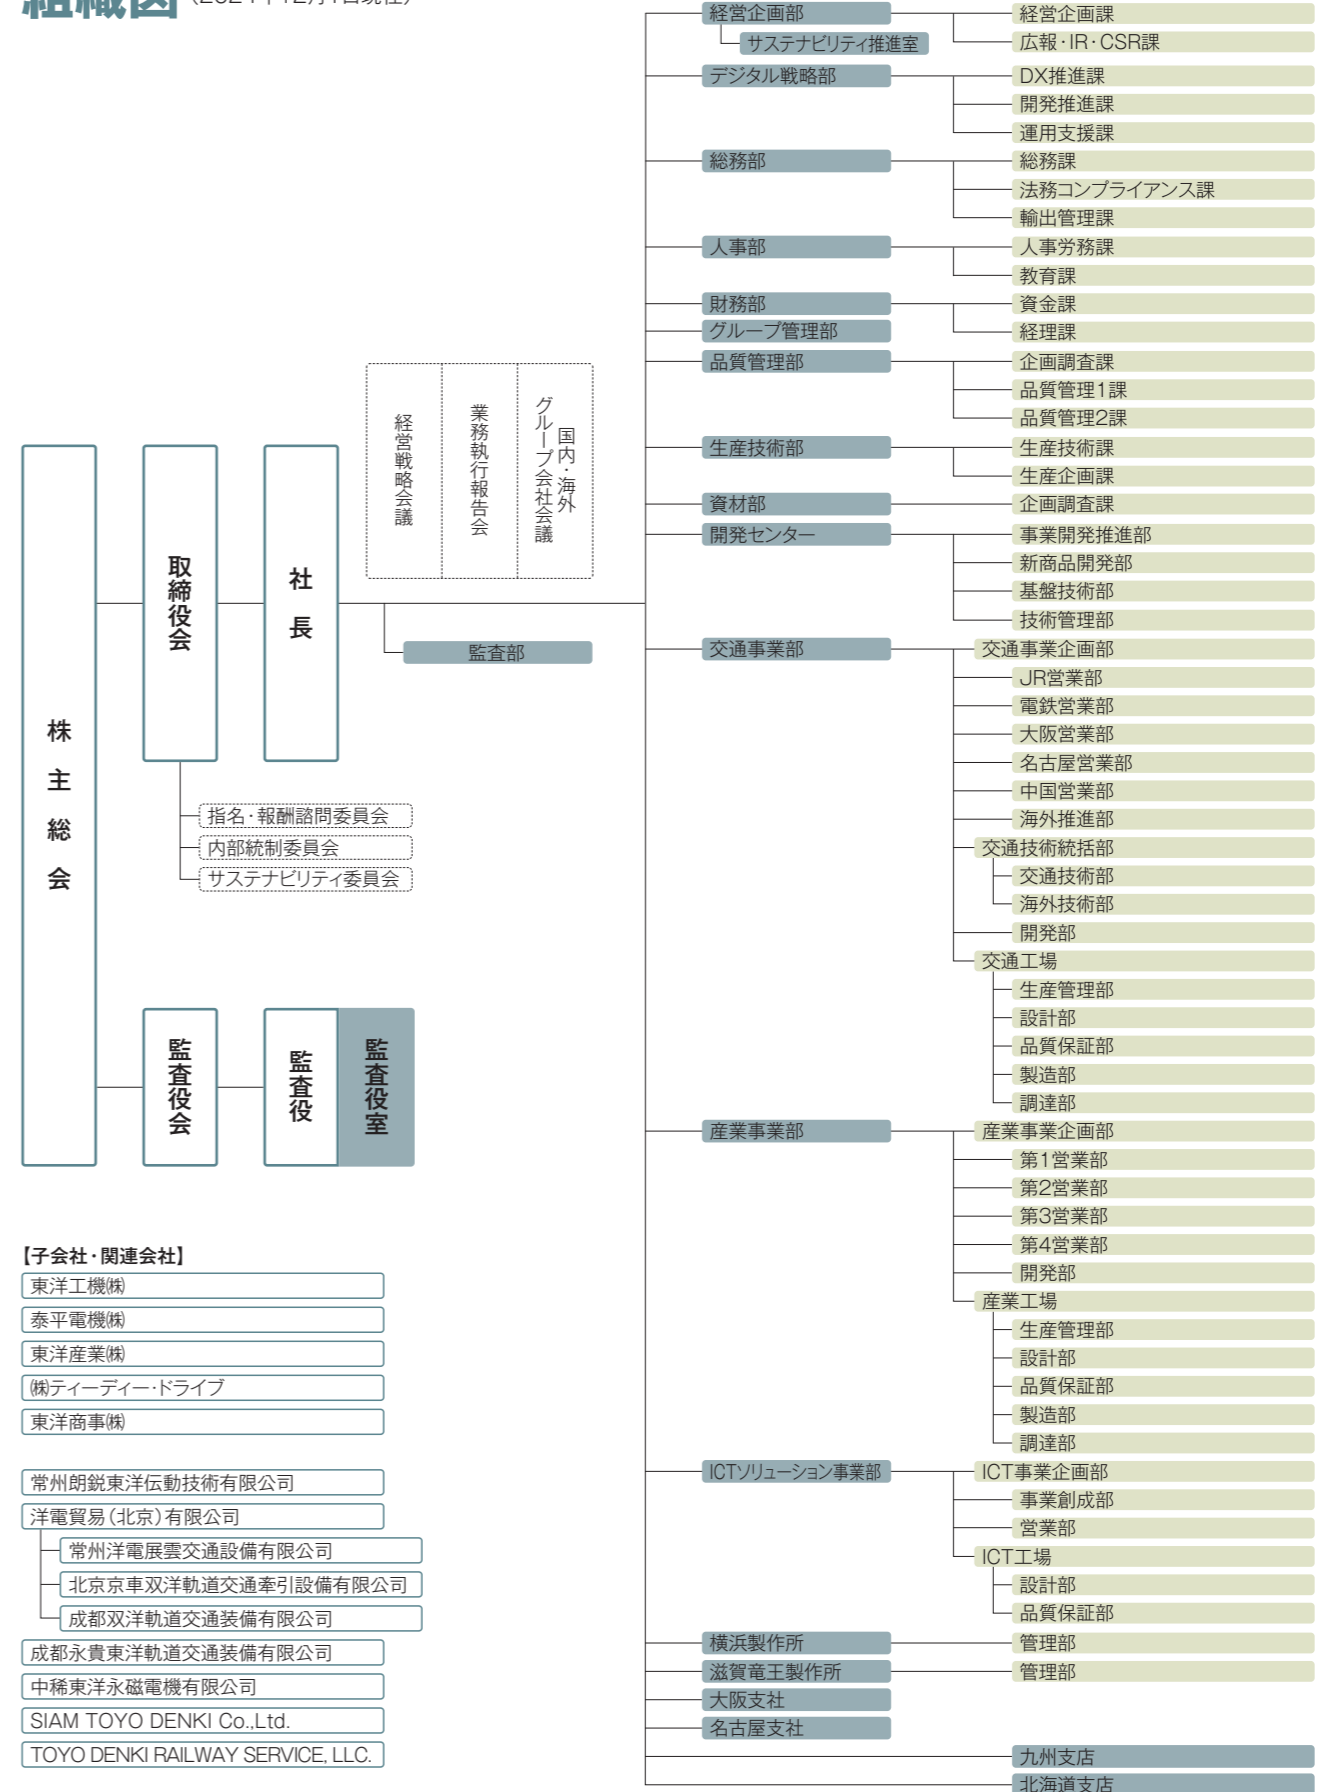 組織図（2024年12月1日現在）
株主総会
取締役会
社長
経営戦略会議
業務執行報告会
国内・海外
グループ会社会議
監査部
指名・報酬諮問委員会
内部統制委員会
サステナビリティ委員会
監査役会
監査役
監査役室
【子会社・関連会社】
東洋工機㈱
泰平電機㈱
東洋産業㈱
㈱ティーディー・ドライブ
東洋商事㈱
常州朗鋭東洋伝動技術有限公司
洋電貿易（北京）有限公司
常州洋電展雲交通設備有限公司
北京京車双洋軌道交通牽引設備有限公司
成都双洋軌道交通装備有限公司
成都永貴東洋軌道交通装備有限公司
中稀東洋永磁電機有限公司
SIAM TOYO DENKI Co.,Ltd.
TOYO DENKI RAILWAY SERVICE, LLC.
経営企画部
サステナビリティ推進室
経営企画課
広報・IR・CSR課
デジタル戦略部
DX推進課
開発推進課
運用支援課
総務部
総務課
法務コンプライアンス課
輸出管理課
人事部
人事労務課
教育課
財務部
資金課
経理課
グループ管理部
品質管理部
企画調査課
品質管理1課
品質管理2課
生産技術部
生産技術課
生産企画課
資材部
企画調査課
開発センター
事業開発推進部
新商品開発部
基盤技術部
技術管理部
交通事業部
交通事業企画部
JR営業部
電鉄営業部
大阪営業部
名古屋営業部
中国営業部
海外推進部
交通技術統括部
交通技術部
海外技術部
開発部
交通工場
生産管理部
設計部
品質保証部
製造部
調達部
産業事業部
産業事業企画部
第1営業部
第2営業部
第3営業部
第4営業部
開発部
産業工場
生産管理部
設計部
品質保証部
製造部
調達部
ICTソリューション事業部
ICT事業企画部
事業創成部
営業部
ICT工場
設計部
品質保証部
横浜製作所
管理部
滋賀竜王製作所
管理部
大阪支社
名古屋支社
九州支店
北海道支店